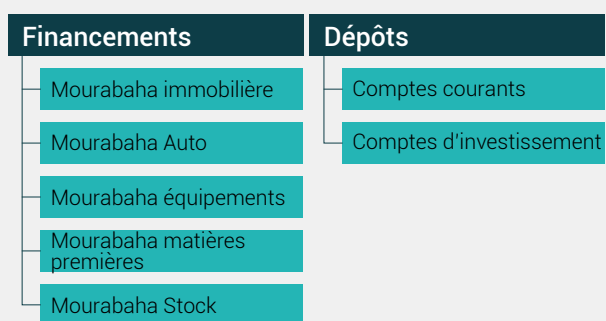 Financements
Mourabaha immobilière
Mourabaha Auto
Mourabaha équipements
Mourabaha matières
premières
Mourabaha Stock
Dépôts
Comptes courants
Comptes d'investissement